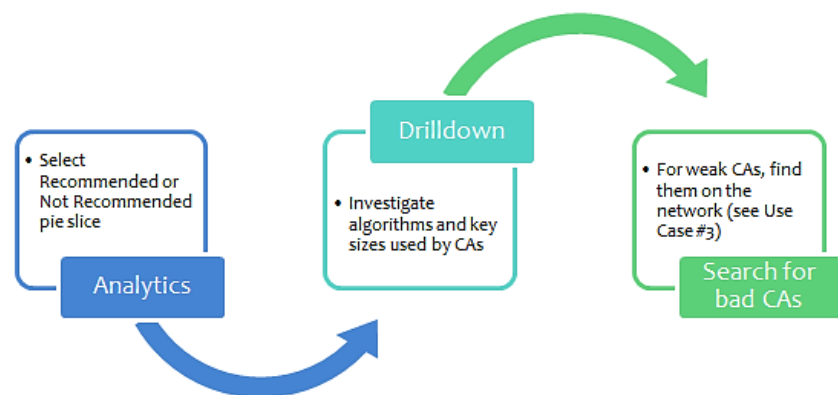 • Select
Recommended or
Not Recommended
pie slice
Analytics
Drilldown
• Investigate
algorithms and key
sizes used by CAs
• For weak CAs, find
them on the
network (see Use
Case #3)
Search for
bad CAs